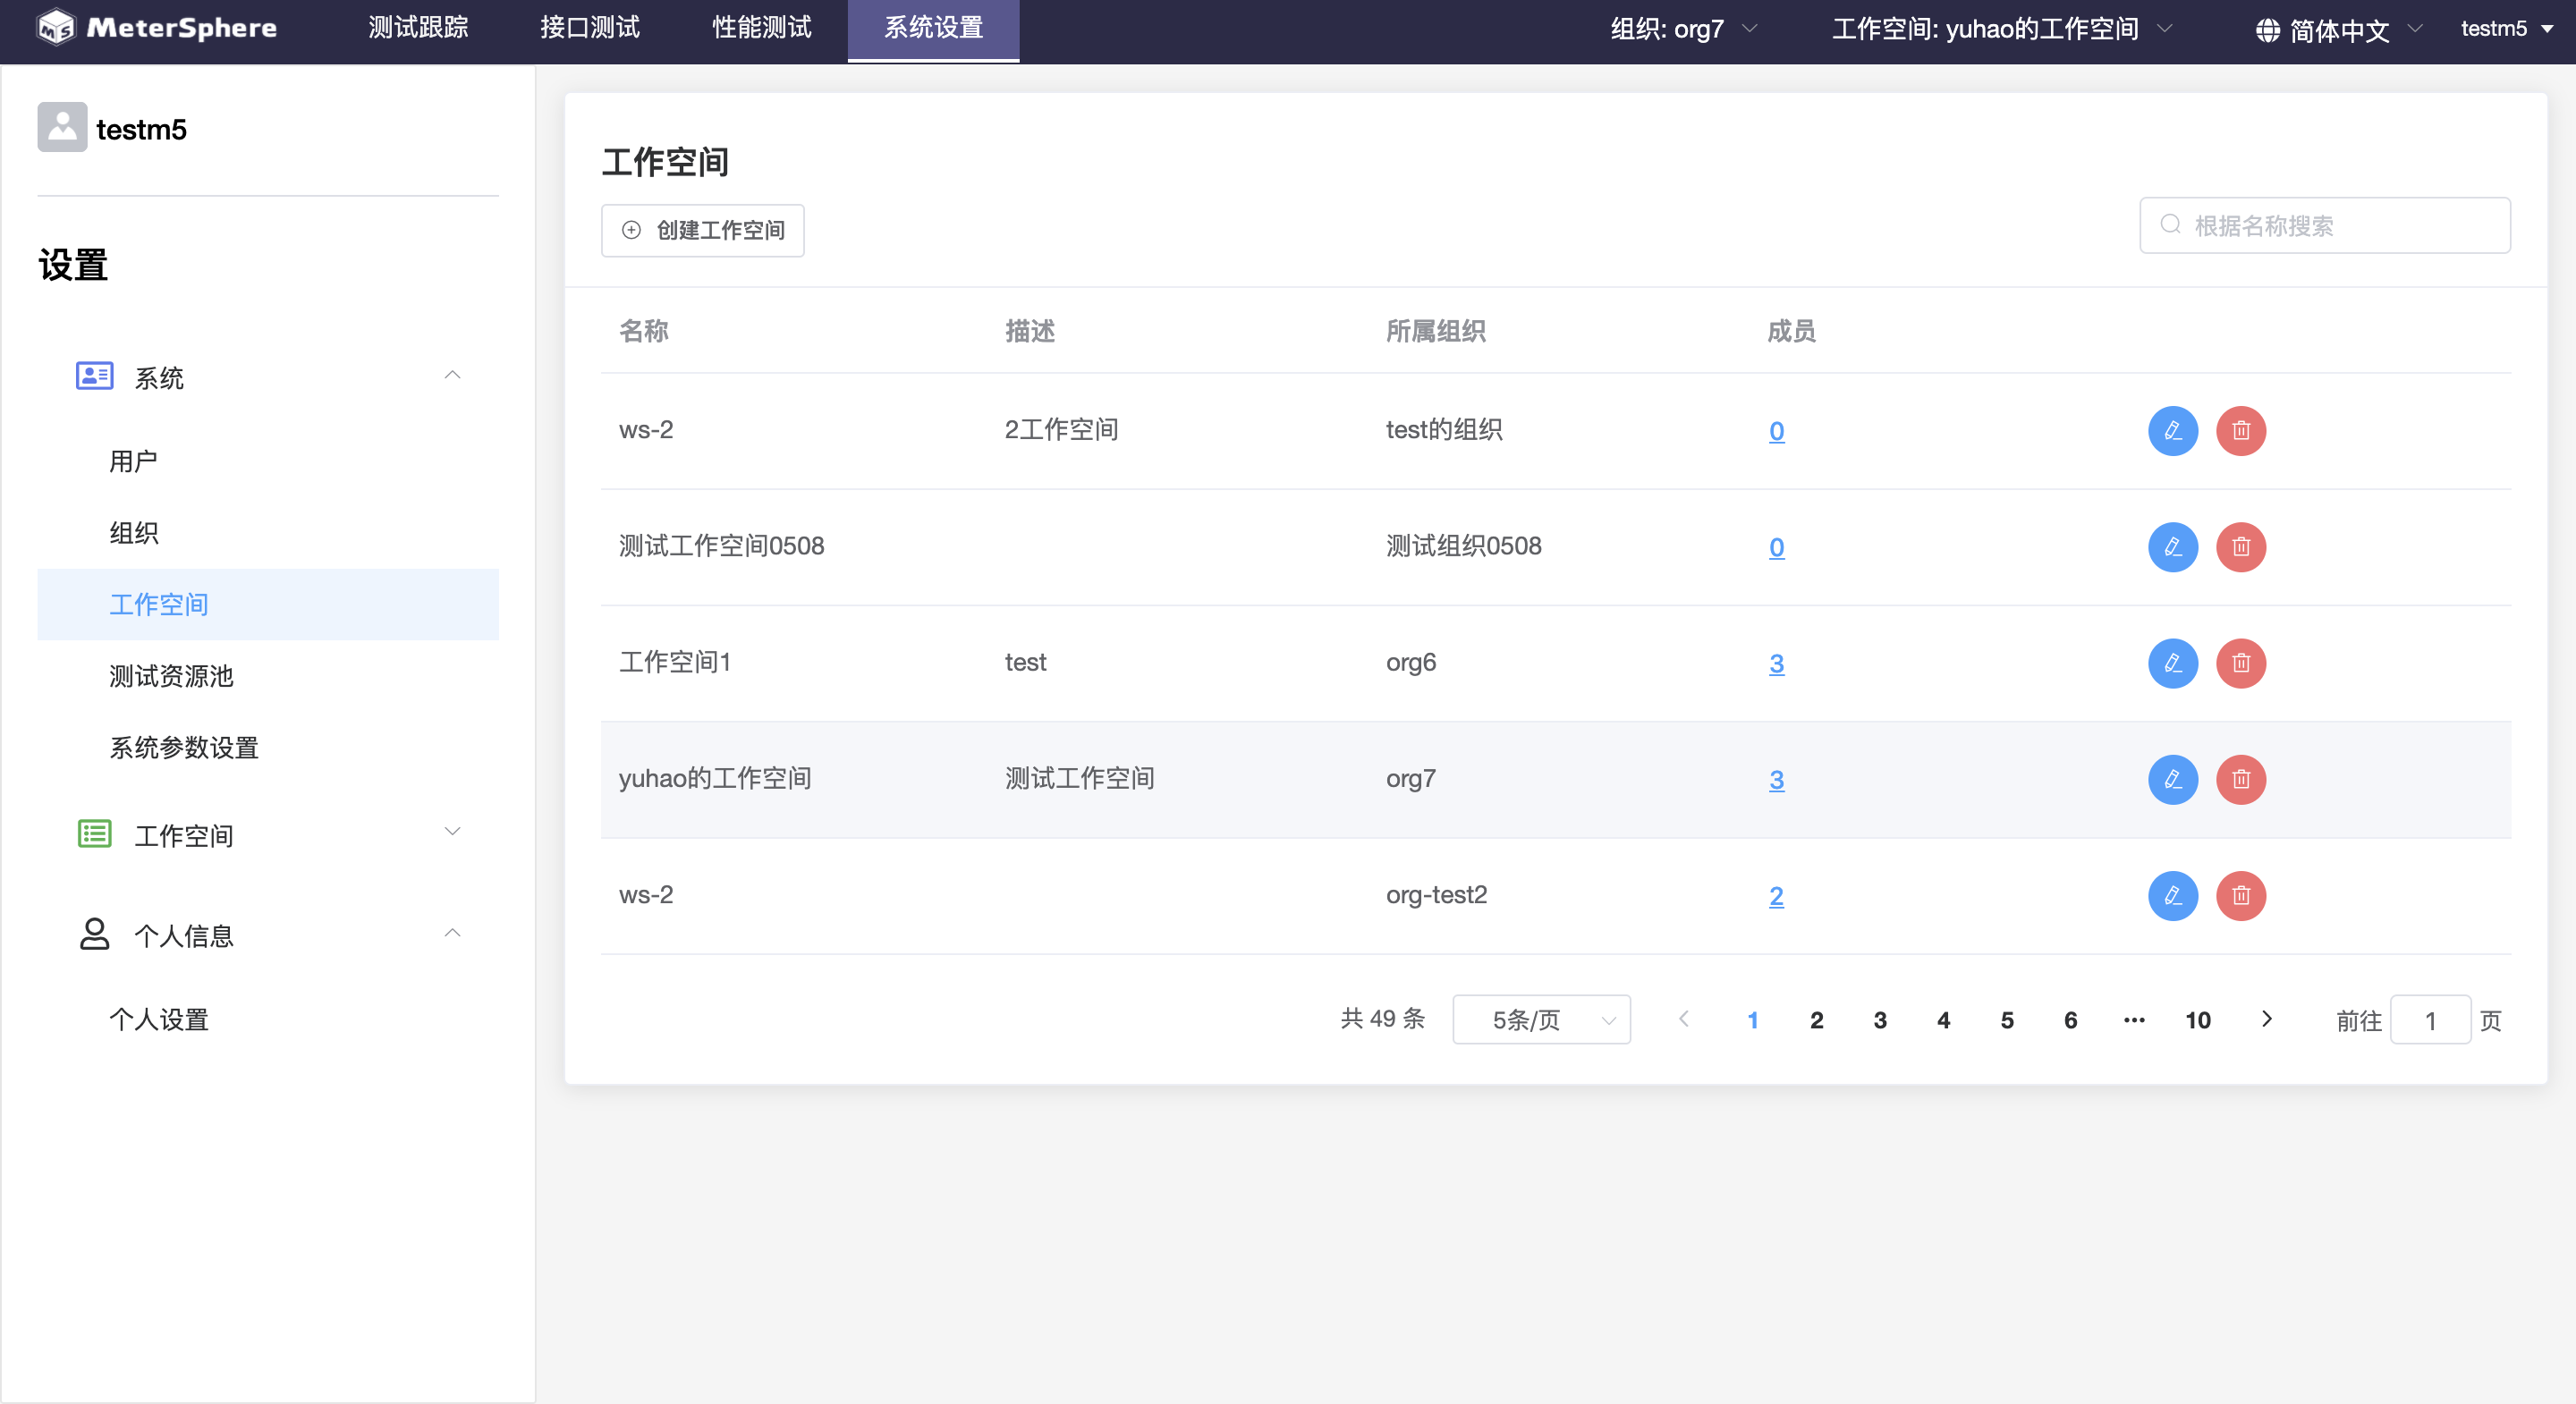 MeterSphere 测试跟踪 接口测试 性能测试 系统设置 组织: org7 工作空间: yuhao的工作空间 简体中文 testm5
testm5
设置
系统
用户
组织
工作空间
测试资源池
系统参数设置
工作空间
个人信息
个人设置
工作空间
创建工作空间
根据名称搜索
名称 描述 所属组织 成员
ws-2 2工作空间 test的组织 0
测试工作空间0508 测试组织0508 0
工作空间1 test org6 3
yuhao的工作空间 测试工作空间 org7 3
ws-2 org-test2 2
共 49 条 5条/页 1 2 3 4 5 6 ... 10 前往 1 页